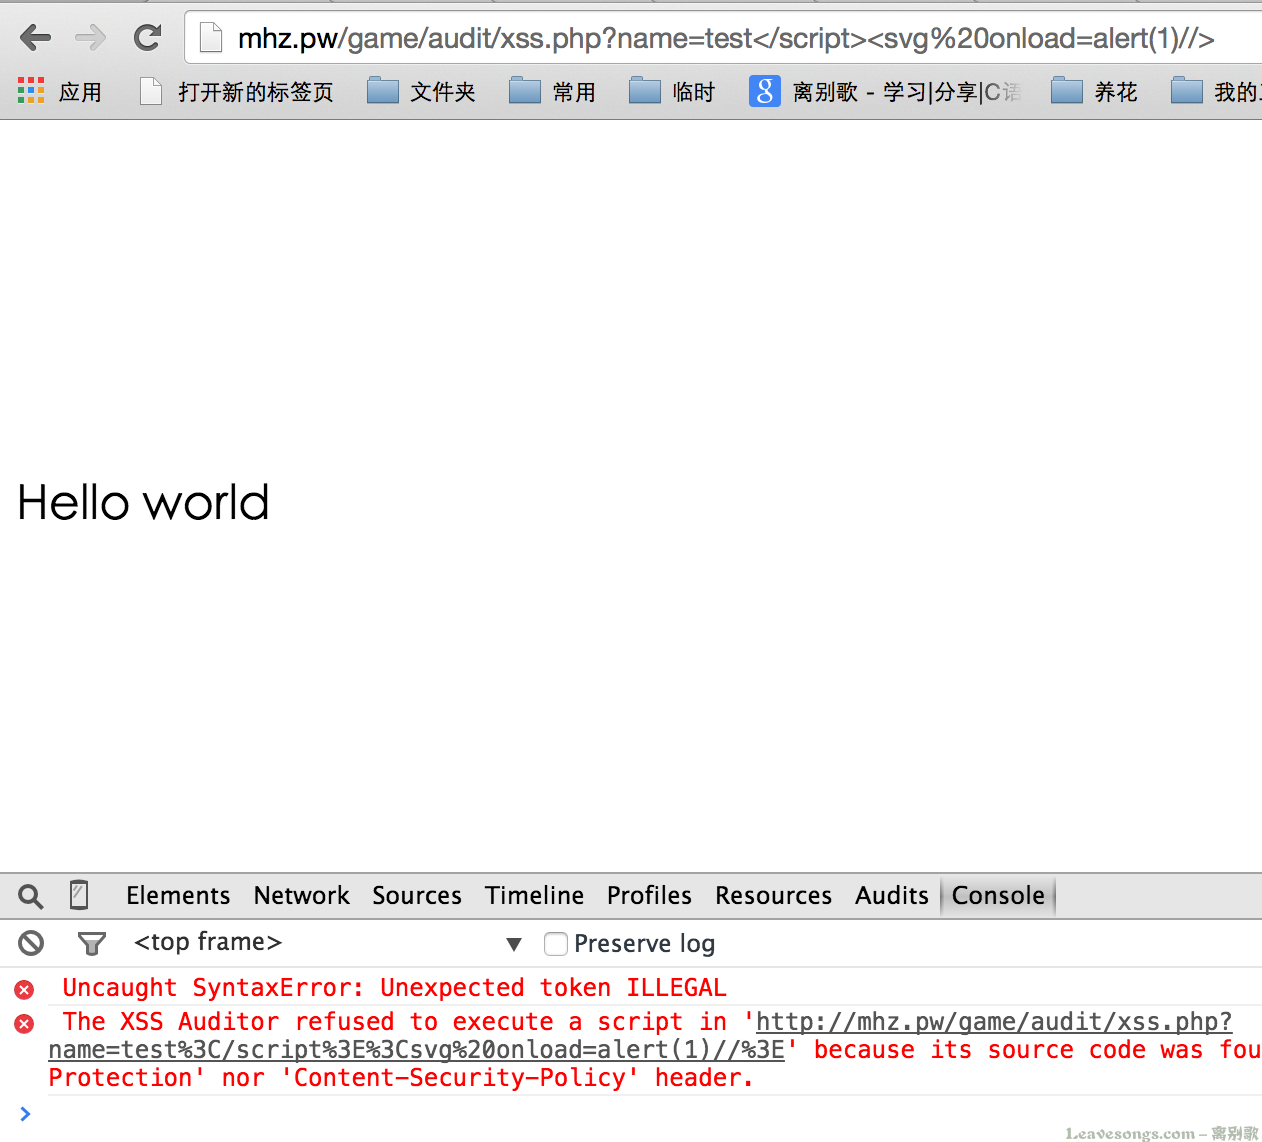 mhz.pw/game/audit/xss.php?name=test</script><svg%20onload=alert(1)//>
应用 打开新的标签页 文件夹 常用 临时 离别歌 - 学习|分享|C语 养花 我的
Hello world
Elements Network Sources Timeline Profiles Resources Audits Console
<top frame> ▼ Preserve log
Uncaught SyntaxError: Unexpected token ILLEGAL
The XSS Auditor refused to execute a script in 'http://mhz.pw/game/audit/xss.php?
name=test%3C/script%3E%3Csvg%20onload=alert(1)//%3E' because its source code was fou
Protection' nor 'Content-Security-Policy' header.
>
Leavesongs.com - 离别歌